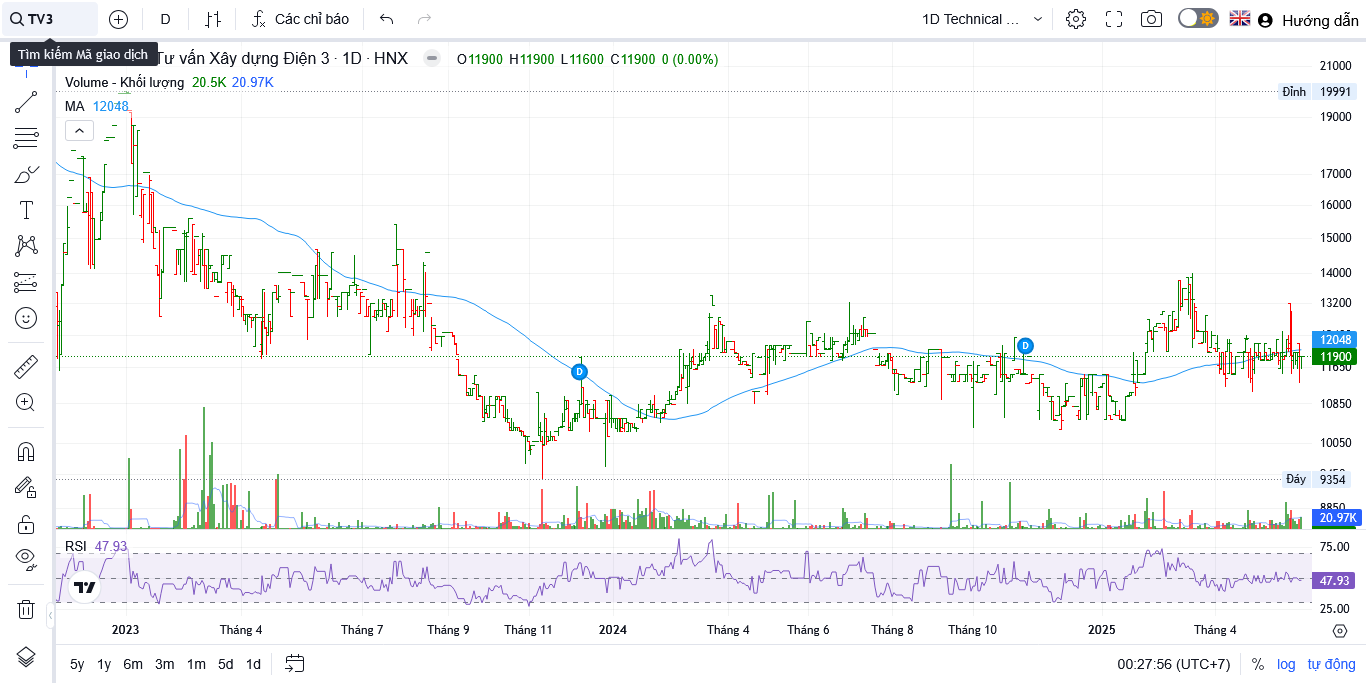 TV3 D Các chỉ báo 1D Technical ... Hướng dẫn
Tìm kiếm Mã giao dịch
Tư vấn Xây dựng Điện 3 · 1D · HNX O11900 H11900 L11600 C11900 0 (0.00%)
Volume - Khối lượng 20.5K 20.97K
MA 12048
21000
Đỉnh 19991
19000
17000
16000
15000
14000
13200
12048
11900
11650
10850
10050
Đáy 9354
8850
20.97K
D
D
RSI 47.93
75.00
47.93
25.00
2023 Tháng 4 Tháng 7 Tháng 9 Tháng 11 2024 Tháng 4 Tháng 6 Tháng 8 Tháng 10 2025 Tháng 4
5y 1y 6m 3m 1m 5d 1d 00:27:56 (UTC+7) % log tự động